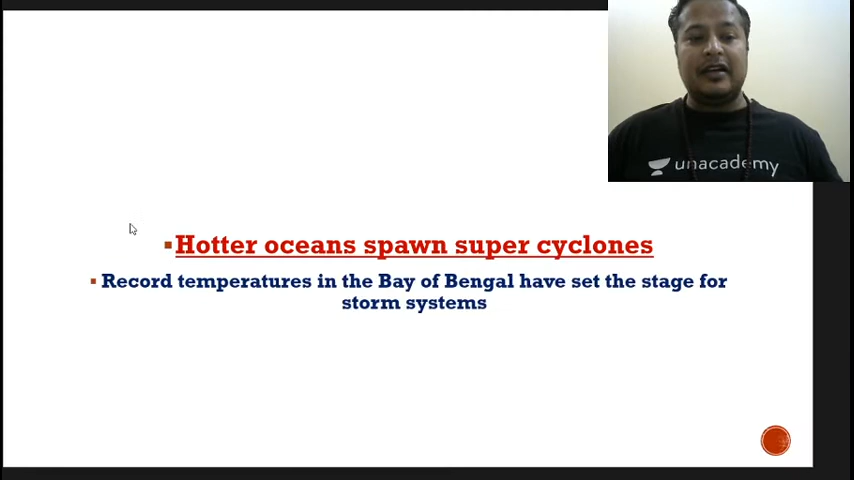 unacademy
Hotter oceans spawn super cyclones
Record temperatures in the Bay of Bengal have set the stage for
storm systems